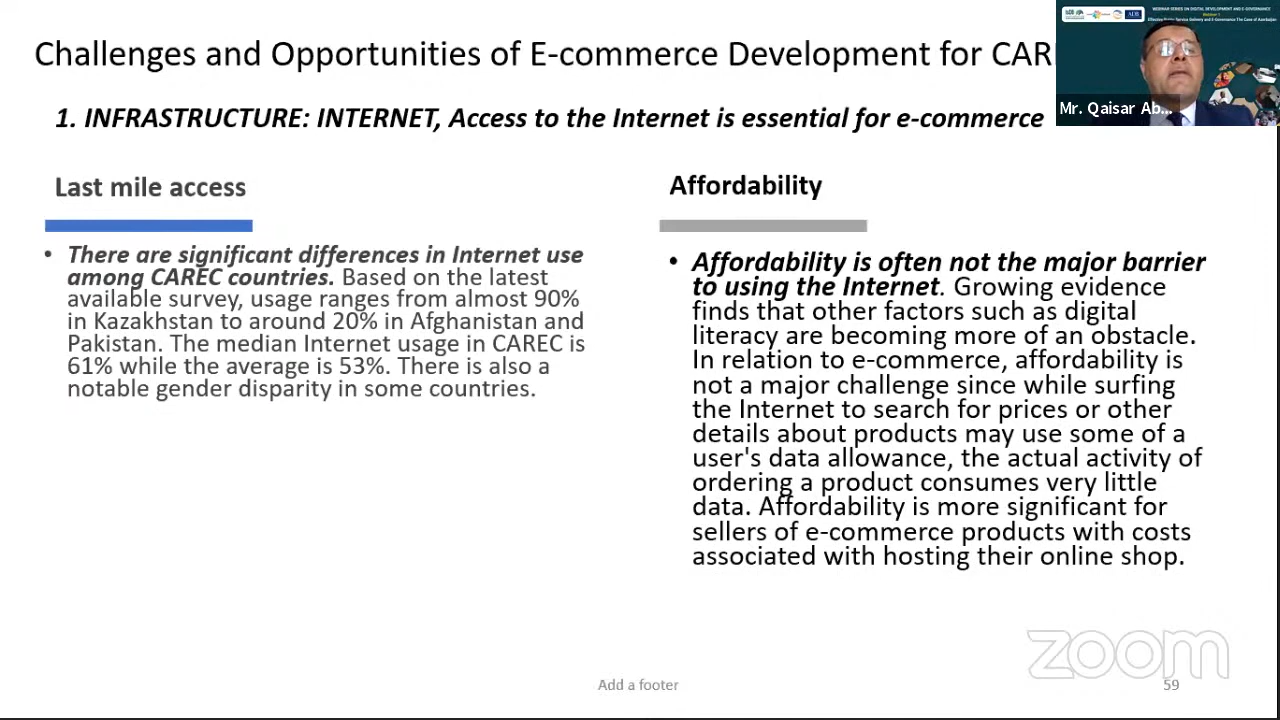 Challenges and Opportunities of E-commerce Development for CAR
1. INFRASTRUCTURE: INTERNET, Access to the Internet is essential for e-commerce
WEBINAR SERIES ON DIGITAL DEVELOPMENT AND E-GOVERNANCE
ADB
Mr. Qaisar Ab...
Last mile access
• There are significant differences in Internet use
among CAREC countries. Based on the latest
available survey, usage ranges from almost 90%
in Kazakhstan to around 20% in Afghanistan and
Pakistan. The median Internet usage in CAREC is
61% while the average is 53%. There is also a
notable gender disparity in some countries.
Affordability
• Affordability is often not the major barrier
to using the Internet. Growing evidence
finds that other factors such as digital
literacy are becoming more of an obstacle.
In relation to e-commerce, affordability is
not a major challenge since while surfing
the Internet to search for prices or other
details about products may use some of a
user's data allowance, the actual activity of
ordering a product consumes very little
data. Affordability is more significant for
sellers of e-commerce products with costs
associated with hosting their online shop.
zoom
Add a footer
59